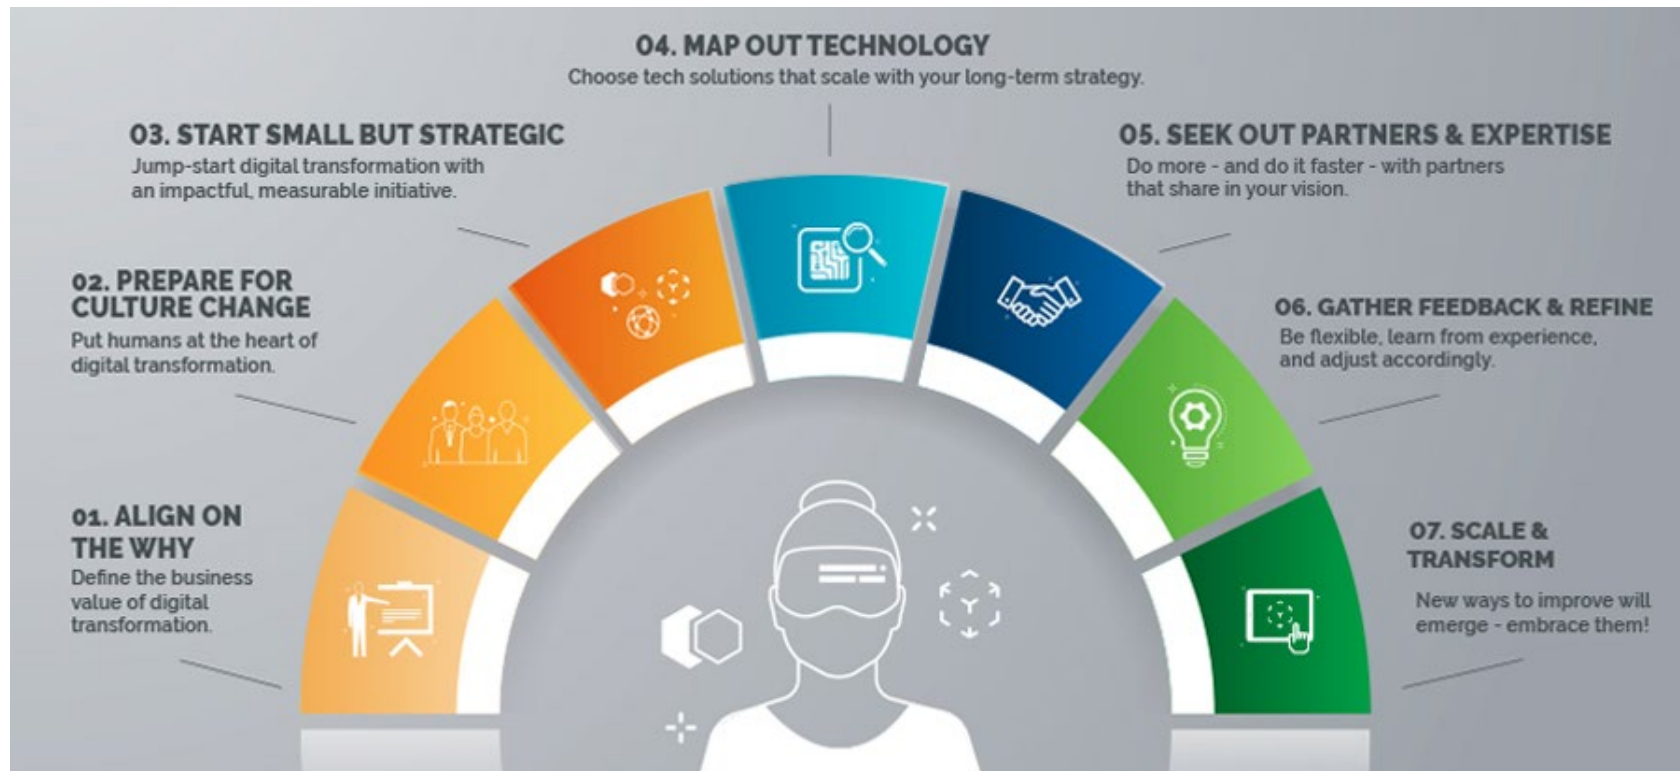 01. ALIGN ON
THE WHY
Define the business
value of digital
transformation.
02. PREPARE FOR
CULTURE CHANGE
Put humans at the heart of
digital transformation.
03. START SMALL BUT STRATEGIC
Jump-start digital transformation with
an impactful, measurable initiative.
04. MAP OUT TECHNOLOGY
Choose tech solutions that scale with your long-term strategy.
05. SEEK OUT PARTNERS & EXPERTISE
Do more - and do it faster - with partners
that share in your vision.
06. GATHER FEEDBACK & REFINE
Be flexible, learn from experience,
and adjust accordingly.
07. SCALE &
TRANSFORM
New ways to improve will
emerge - embrace them!